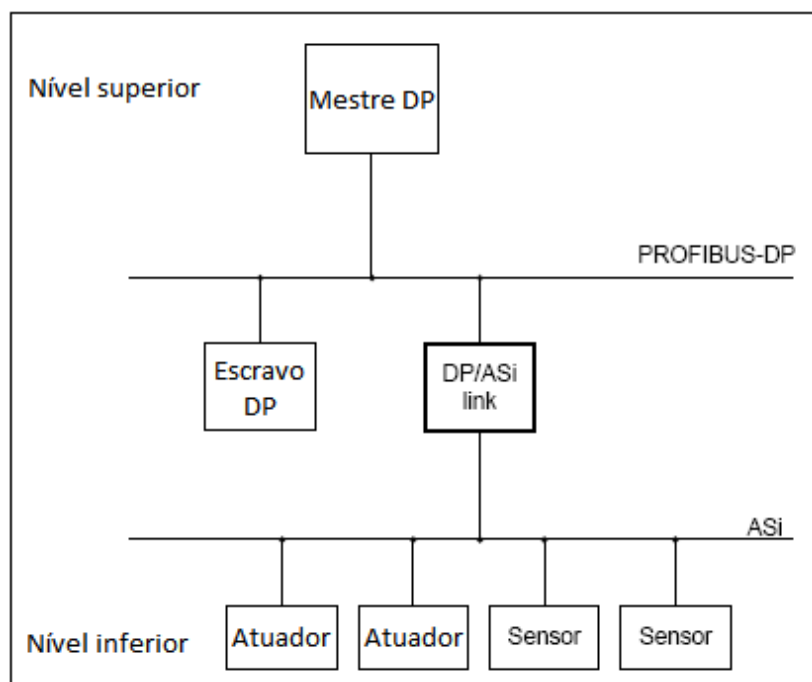 Nível superior
Mestre DP
PROFIBUS-DP
Escravo
DP
DP/ASi
link
ASi
Nível inferior
Atuador
Atuador
Sensor
Sensor